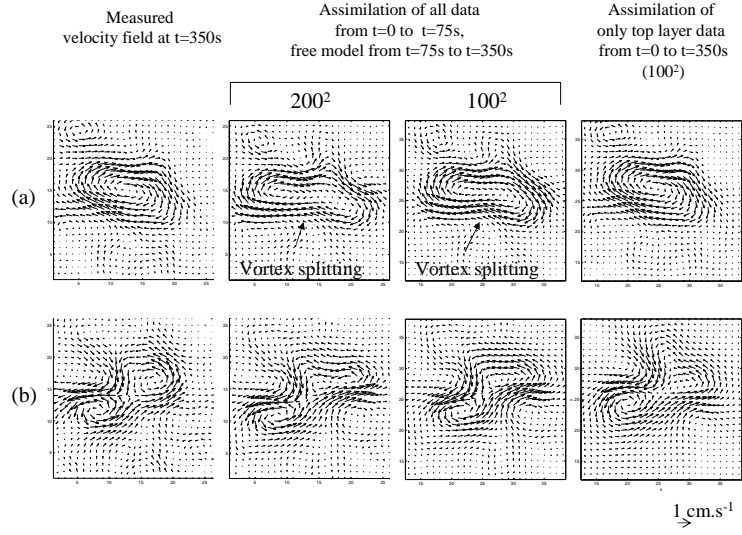 Measured
velocity field at t=350s
Assimilation of all data
from t=0 to t=75s,
free model from t=75s to t=350s
Assimilation of
only top layer data
from t=0 to t=350s
(100²)
200²
100²
(a)
Vortex splitting
Vortex splitting
(b)
1 cm.s⁻¹